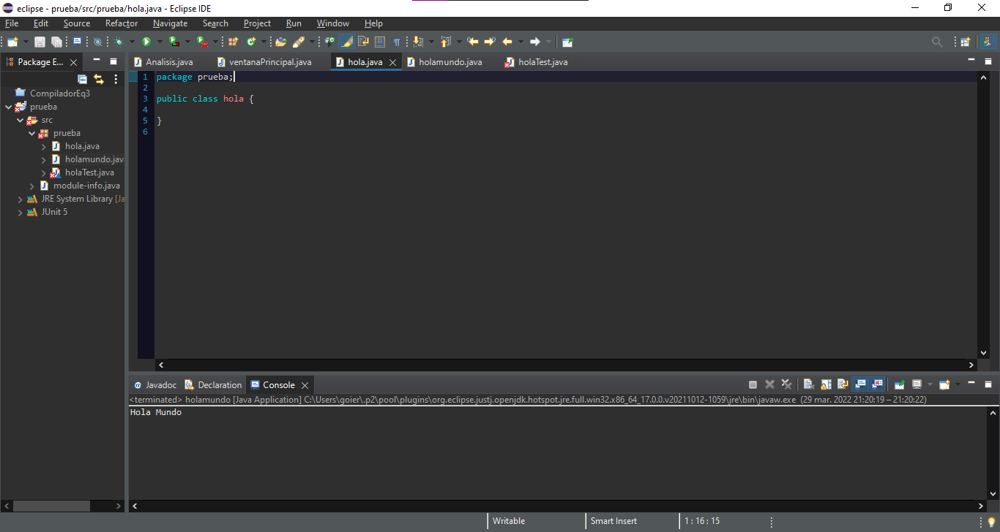 eclipse - prueba/src/prueba/hola.java - Eclipse IDE
File Edit Source Refactor Navigate Search Project Run Window Help
Package E...
Analisis.java ventanaPrincipal.java hola.java holamundo.java holaTest.java
CompiladorEq3
prueba
src
prueba
hola.java
holamundo.jav
holaTest.java
module-info.java
JRE System Library [Ja
JUnit 5
1 package prueba;
2
3 public class hola {
4
5 }
6
@ Javadoc Declaration Console
<terminated> holamundo [Java Application] C:\Users\goier\.p2\pool\plugins\org.eclipse.justj.openjdk.hotspot.jre.full.win32.x86_64_17.0.0.v20211012-1059\jre\bin\javaw.exe (29 mar. 2022 21:20:19 – 21:20:22)
Hola Mundo
Writable Smart Insert 1 : 16 : 15